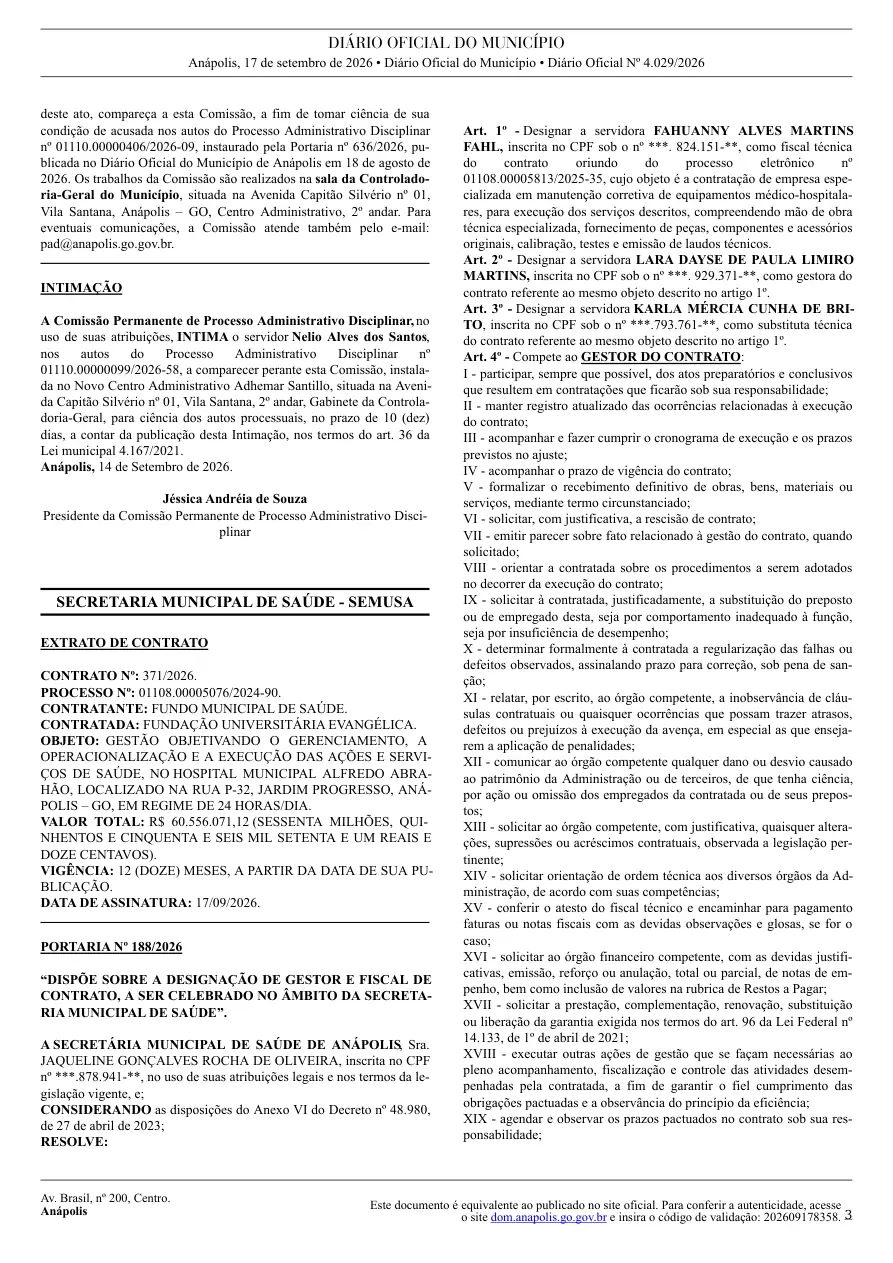 DIÁRIO OFICIAL DO MUNICÍPIO
Anápolis, 17 de setembro de 2026 • Diário Oficial do Município • Diário Oficial Nº 4.029/2026
deste ato, compareça a esta Comissão, a fim de tomar ciência de sua
condição de acusada nos autos do Processo Administrativo Disciplinar
nº 01110.00000406/2026-09, instaurado pela Portaria nº 636/2026, pu-
blicada no Diário Oficial do Município de Anápolis em 18 de agosto de
2026. Os trabalhos da Comissão são realizados na sala da Controlado-
ria-Geral do Município, situada na Avenida Capitão Silvério nº 01,
Vila Santana, Anápolis – GO, Centro Administrativo, 2º andar. Para
eventuais comunicações, a Comissão atende também pelo e-mail:
pad@anapolis.go.gov.br.
INTIMAÇÃO
A Comissão Permanente de Processo Administrativo Disciplinar, no
uso de suas atribuições, INTIMA o servidor Nelio Alves dos Santos,
nos autos do Processo Administrativo Disciplinar nº
01110.00000099/2026-58, a comparecer perante esta Comissão, instala-
da no Novo Centro Administrativo Adhemar Santillo, situada na Aveni-
da Capitão Silvério nº 01, Vila Santana, 2º andar, Gabinete da Controla-
doria-Geral, para ciência dos autos processuais, no prazo de 10 (dez)
dias, a contar da publicação desta Intimação, nos termos do art. 36 da
Lei municipal 4.167/2021.
Anápolis, 14 de Setembro de 2026.
Jéssica Andréia de Souza
Presidente da Comissão Permanente de Processo Administrativo Disci-
plinar
SECRETARIA MUNICIPAL DE SAÚDE - SEMUSA
EXTRATO DE CONTRATO
CONTRATO Nº: 371/2026.
PROCESSO Nº: 01108.00005076/2024-90.
CONTRATANTE: FUNDO MUNICIPAL DE SAÚDE.
CONTRATADA: FUNDAÇÃO UNIVERSITÁRIA EVANGÉLICA.
OBJETO: GESTÃO OBJETIVANDO O GERENCIAMENTO, A
OPERACIONALIZAÇÃO E A EXECUÇÃO DAS AÇÕES E SERVI-
ÇOS DE SAÚDE, NO HOSPITAL MUNICIPAL ALFREDO ABRA-
HÃO, LOCALIZADO NA RUA P-32, JARDIM PROGRESSO, ANÁ-
POLIS – GO, EM REGIME DE 24 HORAS/DIA.
VALOR TOTAL: R$ 60.556.071,12 (SESSENTA MILHÕES, QUI-
NHENTOS E CINQUENTA E SEIS MIL SETENTA E UM REAIS E
DOZE CENTAVOS).
VIGÊNCIA: 12 (DOZE) MESES, A PARTIR DA DATA DE SUA PU-
BLICAÇÃO.
DATA DE ASSINATURA: 17/09/2026.
PORTARIA Nº 188/2026
“DISPÕE SOBRE A DESIGNAÇÃO DE GESTOR E FISCAL DE
CONTRATO, A SER CELEBRADO NO ÂMBITO DA SECRETA-
RIA MUNICIPAL DE SAÚDE”.
A SECRETÁRIA MUNICIPAL DE SAÚDE DE ANÁPOLIS, Sra.
JAQUELINE GONÇALVES ROCHA DE OLIVEIRA, inscrita no CPF
nº ***.878.941-**, no uso de suas atribuições legais e nos termos da le-
gislação vigente, e;
CONSIDERANDO as disposições do Anexo VI do Decreto nº 48.980,
de 27 de abril de 2023;
RESOLVE:
Art. 1º - Designar a servidora FAHUANNY ALVES MARTINS
FAHL, inscrita no CPF sob o nº ***. 824.151-**, como fiscal técnica
do contrato oriundo do processo eletrônico nº
01108.00005813/2025-35, cujo objeto é a contratação de empresa espe-
cializada em manutenção corretiva de equipamentos médico-hospitala-
res, para execução dos serviços descritos, compreendendo mão de obra
técnica especializada, fornecimento de peças, componentes e acessórios
originais, calibração, testes e emissão de laudos técnicos.
Art. 2º - Designar a servidora LARA DAYSE DE PAULA LIMIRO
MARTINS, inscrita no CPF sob o nº ***. 929.371-**, como gestora do
contrato referente ao mesmo objeto descrito no artigo 1º.
Art. 3º - Designar a servidora KARLA MÉRCIA CUNHA DE BRI-
TO, inscrita no CPF sob o nº ***.793.761-**, como substituta técnica
do contrato referente ao mesmo objeto descrito no artigo 1º.
Art. 4º - Compete ao GESTOR DO CONTRATO:
I - participar, sempre que possível, dos atos preparatórios e conclusivos
que resultem em contratações que ficarão sob sua responsabilidade;
II - manter registro atualizado das ocorrências relacionadas à execução
do contrato;
III - acompanhar e fazer cumprir o cronograma de execução e os prazos
previstos no ajuste;
IV - acompanhar o prazo de vigência do contrato;
V - formalizar o recebimento definitivo de obras, bens, materiais ou
serviços, mediante termo circunstanciado;
VI - solicitar, com justificativa, a rescisão de contrato;
VII - emitir parecer sobre fato relacionado à gestão do contrato, quando
solicitado;
VIII - orientar a contratada sobre os procedimentos a serem adotados
no decorrer da execução do contrato;
IX - solicitar à contratada, justificadamente, a substituição do preposto
ou de empregado desta, seja por comportamento inadequado à função,
seja por insuficiência de desempenho;
X - determinar formalmente à contratada a regularização das falhas ou
defeitos observados, assinalando prazo para correção, sob pena de san-
ção;
XI - relatar, por escrito, ao órgão competente, a inobservância de cláu-
sulas contratuais ou quaisquer ocorrências que possam trazer atrasos,
defeitos ou prejuízos à execução da avença, em especial as que enseja-
rem a aplicação de penalidades;
XII - comunicar ao órgão competente qualquer dano ou desvio causado
ao patrimônio da Administração ou de terceiros, de que tenha ciência,
por ação ou omissão dos empregados da contratada ou de seus prepos-
tos;
XIII - solicitar ao órgão competente, com justificativa, quaisquer altera-
ções, supressões ou acréscimos contratuais, observada a legislação per-
tinente;
XIV - solicitar orientação de ordem técnica aos diversos órgãos da Ad-
ministração, de acordo com suas competências;
XV - conferir o atesto do fiscal técnico e encaminhar para pagamento
faturas ou notas fiscais com as devidas observações e glosas, se for o
caso;
XVI - solicitar ao órgão financeiro competente, com as devidas justifi-
cativas, emissão, reforço ou anulação, total ou parcial, de notas de em-
penho, bem como inclusão de valores na rubrica de Restos a Pagar;
XVII - solicitar a prestação, complementação, renovação, substituição
ou liberação da garantia exigida nos termos do art. 96 da Lei Federal nº
14.133, de 1º de abril de 2021;
XVIII - executar outras ações de gestão que se façam necessárias ao
pleno acompanhamento, fiscalização e controle das atividades desem-
penhadas pela contratada, a fim de garantir o fiel cumprimento das
obrigações pactuadas e a observância do princípio da eficiência;
XIX - agendar e observar os prazos pactuados no contrato sob sua res-
ponsabilidade;
Av. Brasil, nº 200, Centro.
Anápolis
Este documento é equivalente ao publicado no site oficial. Para conferir a autenticidade, acesse
o site dom.anapolis.go.gov.br e insira o código de validação: 202609178358. 3